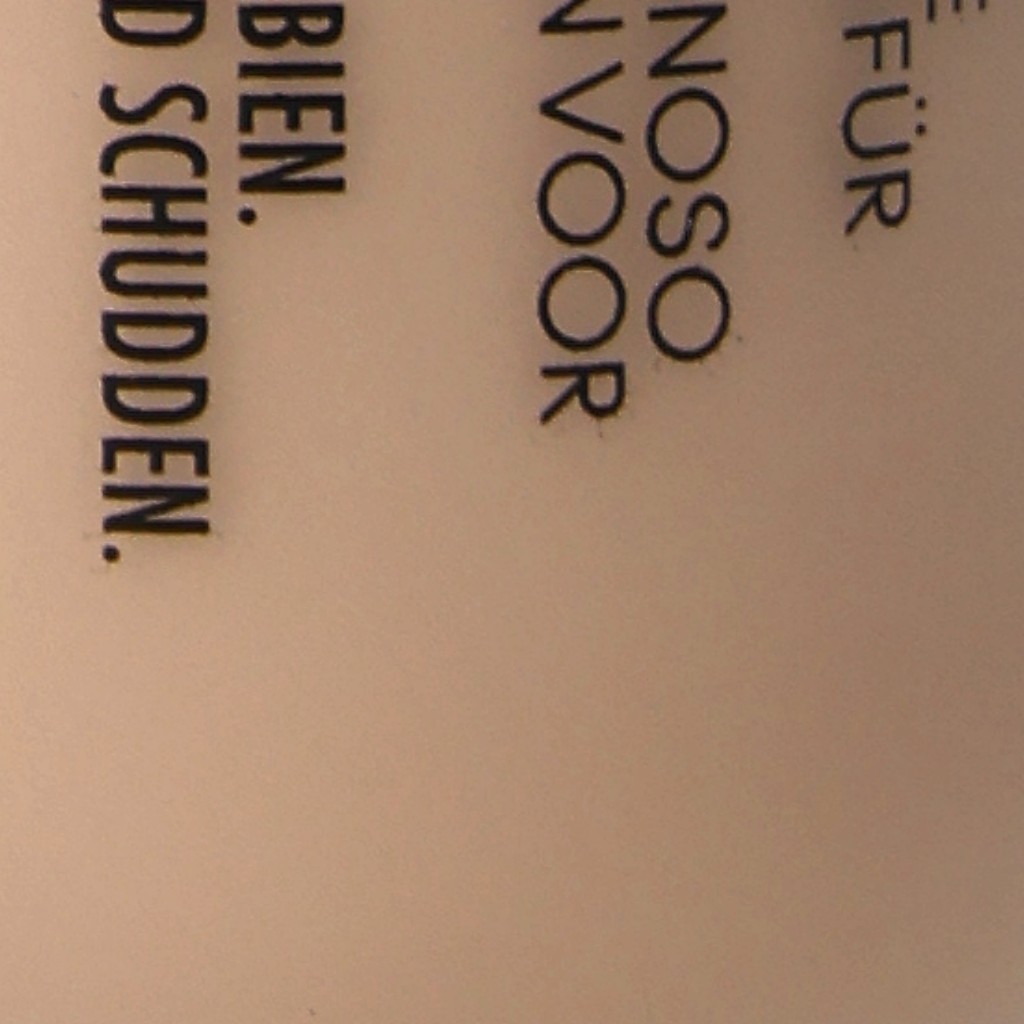 E
FÜR
NOSO
N VOOR
BIEN.
D SCHUDDEN.